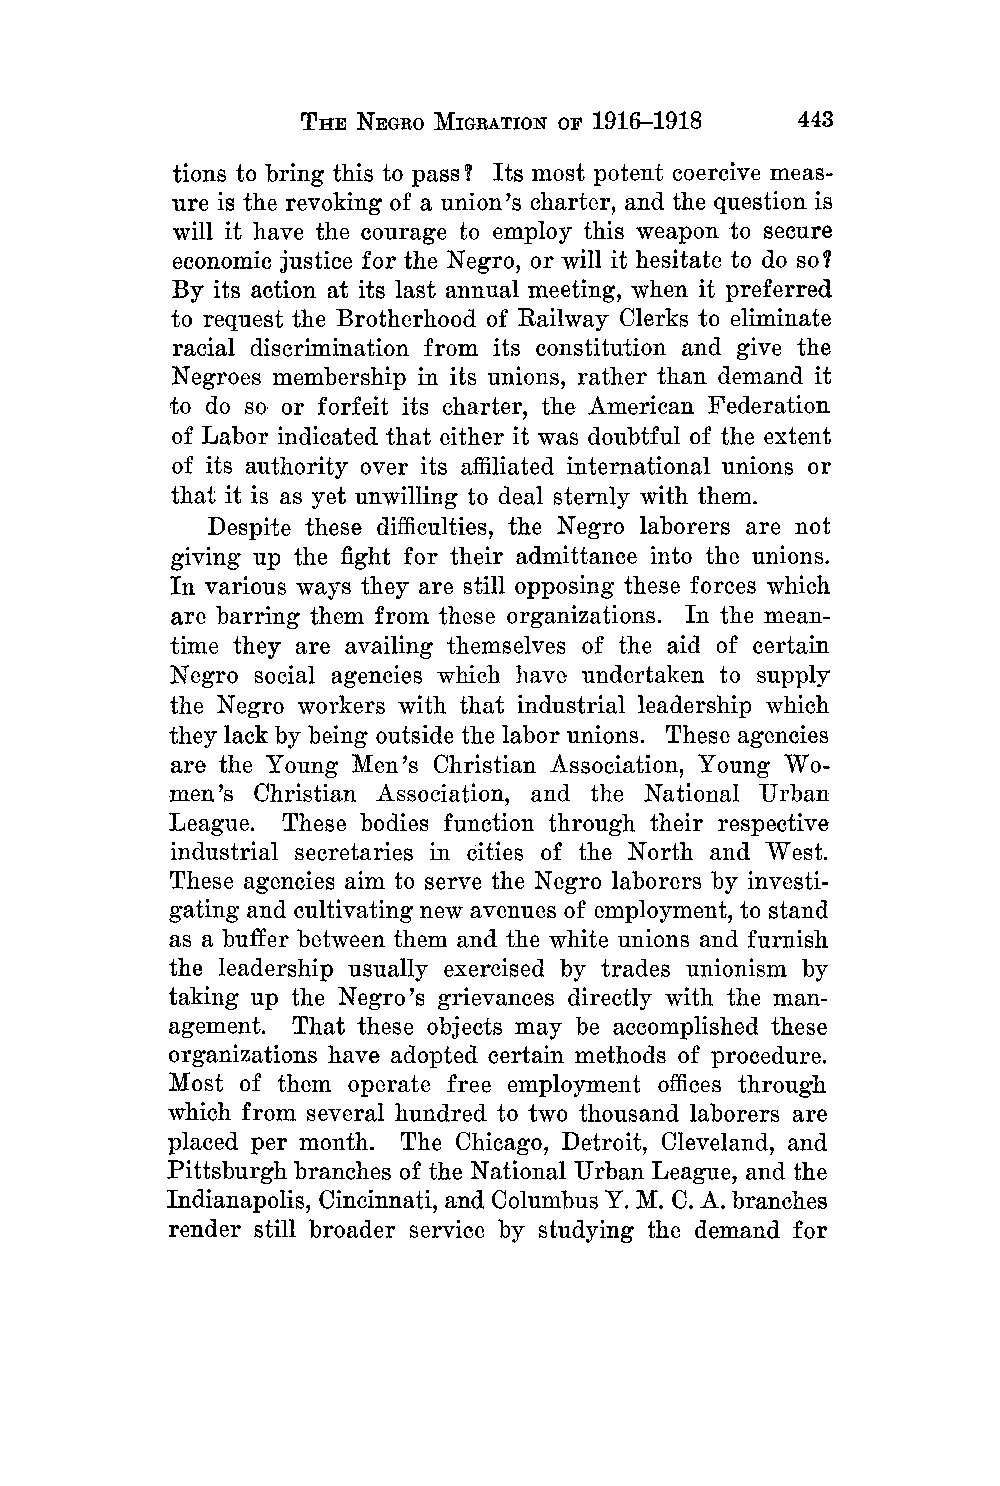 THE NEGRO MIGRATION OF 1916–1918 443
tions to bring this to pass? Its most potent coercive meas-
ure is the revoking of a union's charter, and the question is
will it have the courage to employ this weapon to secure
economic justice for the Negro, or will it hesitate to do so?
By its action at its last annual meeting, when it preferred
to request the Brotherhood of Railway Clerks to eliminate
racial discrimination from its constitution and give the
Negroes membership in its unions, rather than demand it
to do so or forfeit its charter, the American Federation
of Labor indicated that either it was doubtful of the extent
of its authority over its affiliated international unions or
that it is as yet unwilling to deal sternly with them.
Despite these difficulties, the Negro laborers are not
giving up the fight for their admittance into the unions.
In various ways they are still opposing these forces which
are barring them from these organizations. In the mean-
time they are availing themselves of the aid of certain
Negro social agencies which have undertaken to supply
the Negro workers with that industrial leadership which
they lack by being outside the labor unions. These agencies
are the Young Men's Christian Association, Young Wo-
men's Christian Association, and the National Urban
League. These bodies function through their respective
industrial secretaries in cities of the North and West.
These agencies aim to serve the Negro laborers by investi-
gating and cultivating new avenues of employment, to stand
as a buffer between them and the white unions and furnish
the leadership usually exercised by trades unionism by
taking up the Negro's grievances directly with the man-
agement. That these objects may be accomplished these
organizations have adopted certain methods of procedure.
Most of them operate free employment offices through
which from several hundred to two thousand laborers are
placed per month. The Chicago, Detroit, Cleveland, and
Pittsburgh branches of the National Urban League, and the
Indianapolis, Cincinnati, and Columbus Y. M. C. A. branches
render still broader service by studying the demand for